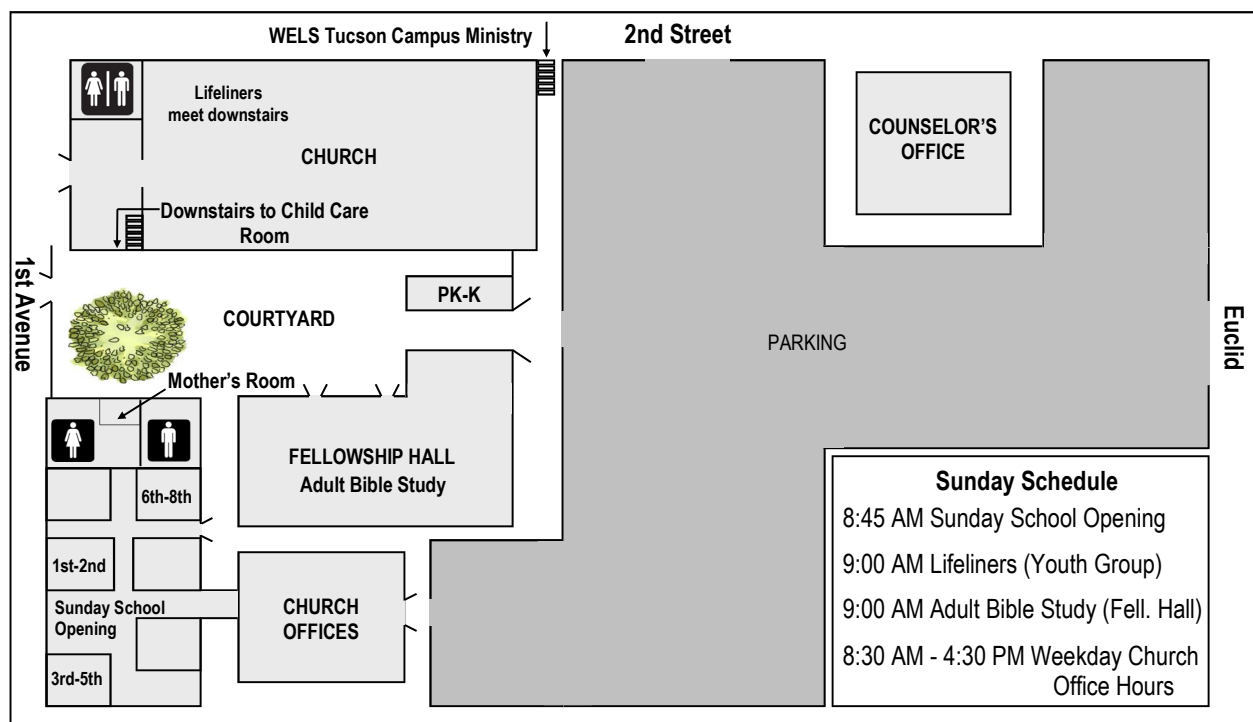 WELS Tucson Campus Ministry
2nd Street
Lifeliners
meet downstairs
CHURCH
COUNSELOR'S
OFFICE
Downstairs to Child Care
Room
1st Avenue
PK-K
COURTYARD
PARKING
Euclid
Mother's Room
FELLOWSHIP HALL
Adult Bible Study
6th-8th
1st-2nd
Sunday School
Opening
3rd-5th
CHURCH
OFFICES
Sunday Schedule
8:45 AM Sunday School Opening
9:00 AM Lifeliners (Youth Group)
9:00 AM Adult Bible Study (Fell. Hall)
8:30 AM - 4:30 PM Weekday Church
Office Hours